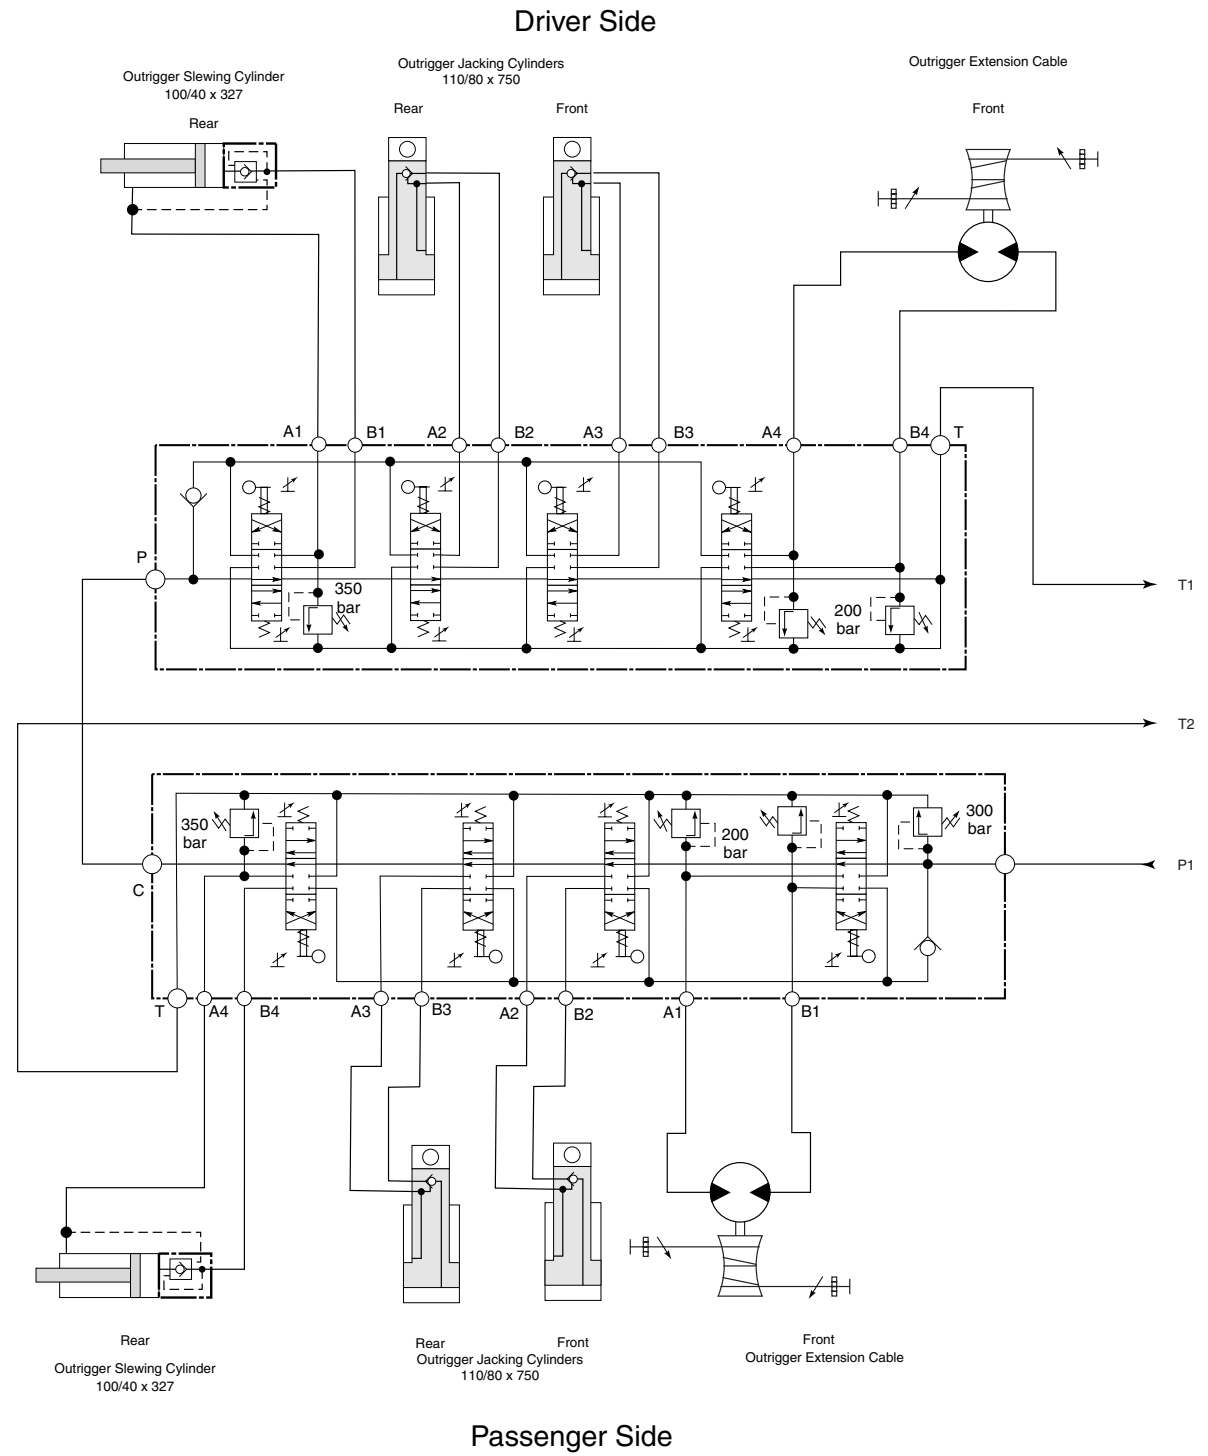 Driver Side
Outrigger Slewing Cylinder
100/40 x 327
Rear
Outrigger Jacking Cylinders
110/80 x 750
Rear
Front
Outrigger Extension Cable
Front
A1
B1
A2
B2
A3
B3
A4
B4
T
P
350
bar
200
bar
T1
T2
350
bar
200
bar
300
bar
C
P1
T
A4
B4
A3
B3
A2
B2
A1
B1
Rear
Outrigger Slewing Cylinder
100/40 x 327
Rear
Front
Outrigger Jacking Cylinders
110/80 x 750
Front
Outrigger Extension Cable
Passenger Side